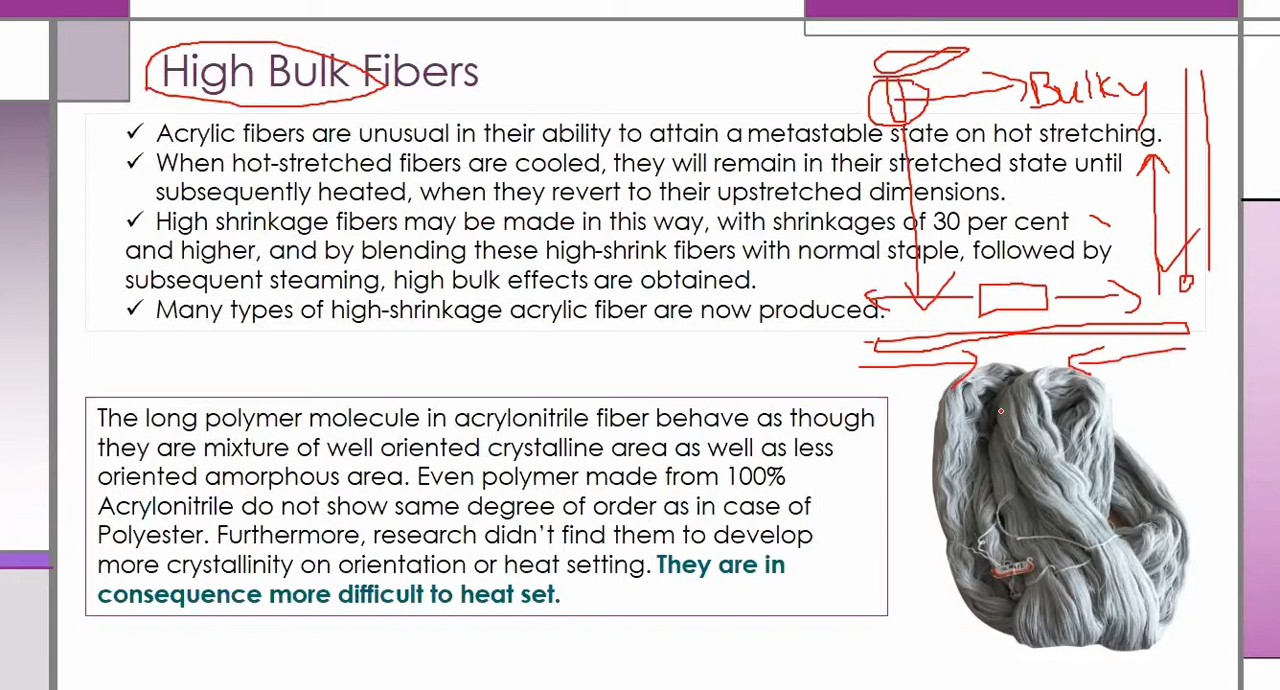 High Bulk Fibers
Bulky
✓ Acrylic fibers are unusual in their ability to attain a metastable state on hot stretching.
✓ When hot-stretched fibers are cooled, they will remain in their stretched state until
subsequently heated, when they revert to their upstretched dimensions.
✓ High shrinkage fibers may be made in this way, with shrinkages of 30 per cent
and higher, and by blending these high-shrink fibers with normal staple, followed by
subsequent steaming, high bulk effects are obtained.
✓ Many types of high-shrinkage acrylic fiber are now produced.
The long polymer molecule in acrylonitrile fiber behave as though
they are mixture of well oriented crystalline area as well as less
oriented amorphous area. Even polymer made from 100%
Acrylonitrile do not show same degree of order as in case of
Polyester. Furthermore, research didn't find them to develop
more crystallinity on orientation or heat setting. They are in
consequence more difficult to heat set.